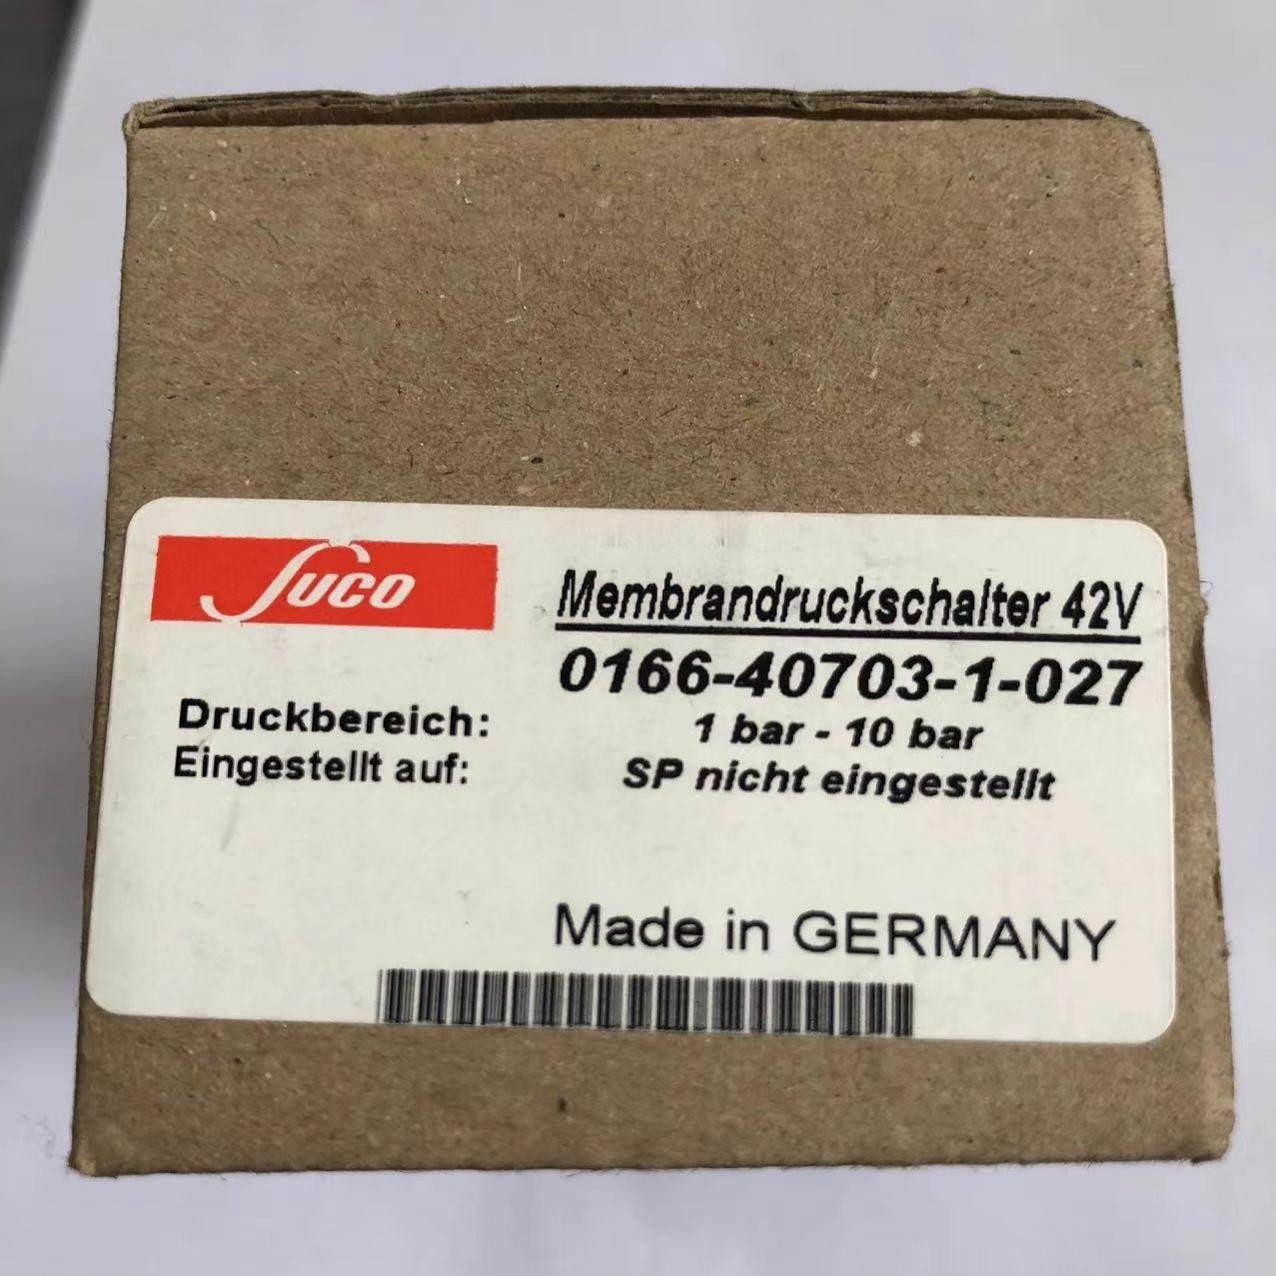 Suco
Membrandruckschalter 42V
0166-40703-1-027
Druckbereich: 1 bar - 10 bar
Eingestellt auf: SP nicht eingestellt
Made in GERMANY